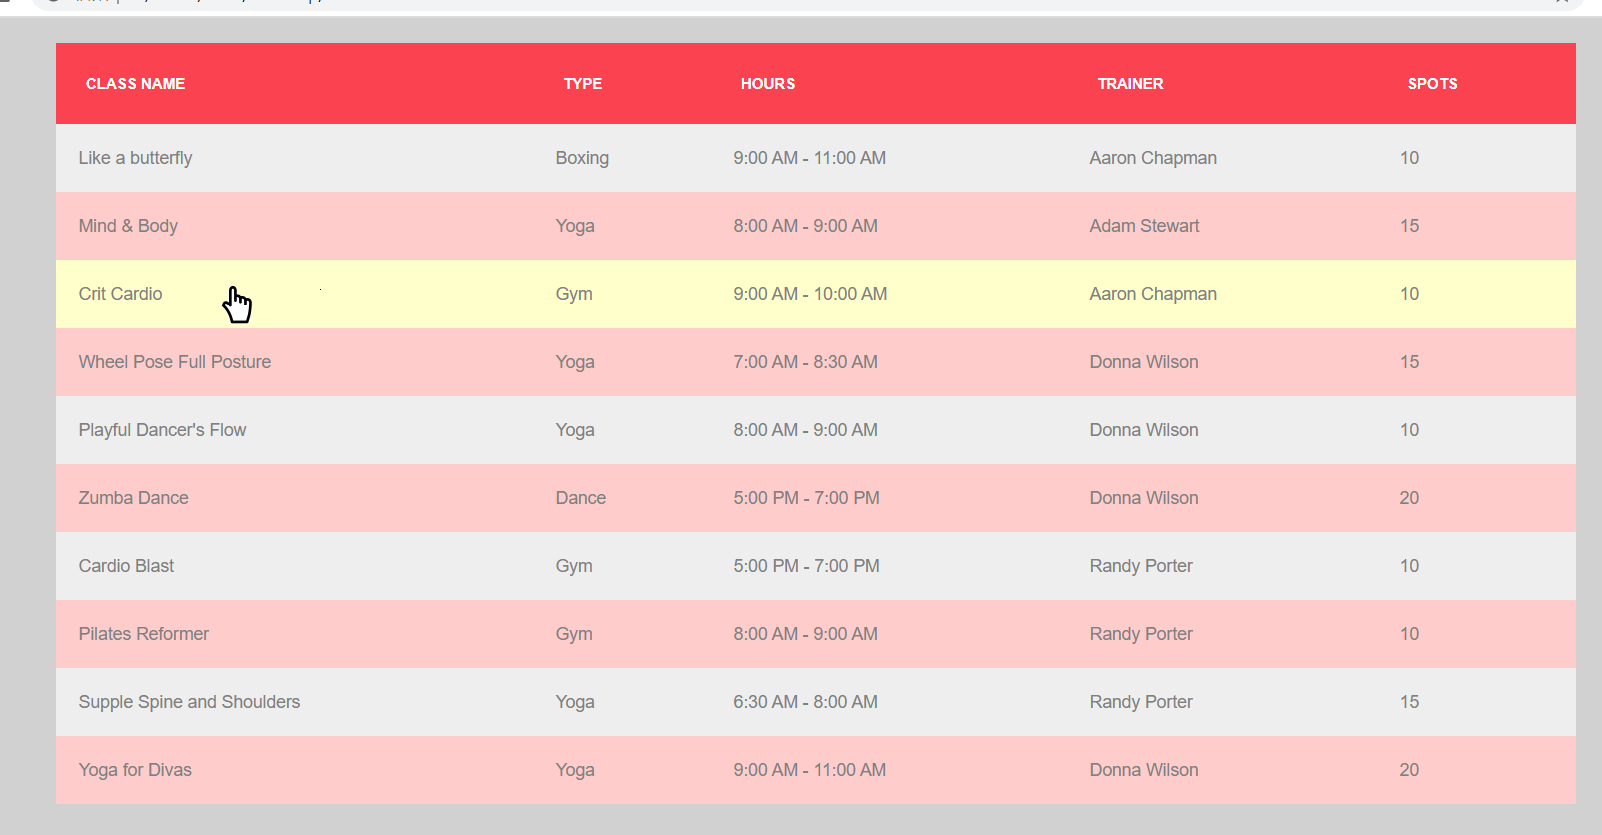 CLASS NAME TYPE HOURS TRAINER SPOTS
Like a butterfly Boxing 9:00 AM - 11:00 AM Aaron Chapman 10
Mind & Body Yoga 8:00 AM - 9:00 AM Adam Stewart 15
Crit Cardio Gym 9:00 AM - 10:00 AM Aaron Chapman 10
Wheel Pose Full Posture Yoga 7:00 AM - 8:30 AM Donna Wilson 15
Playful Dancer's Flow Yoga 8:00 AM - 9:00 AM Donna Wilson 10
Zumba Dance Dance 5:00 PM - 7:00 PM Donna Wilson 20
Cardio Blast Gym 5:00 PM - 7:00 PM Randy Porter 10
Pilates Reformer Gym 8:00 AM - 9:00 AM Randy Porter 10
Supple Spine and Shoulders Yoga 6:30 AM - 8:00 AM Randy Porter 15
Yoga for Divas Yoga 9:00 AM - 11:00 AM Donna Wilson 20